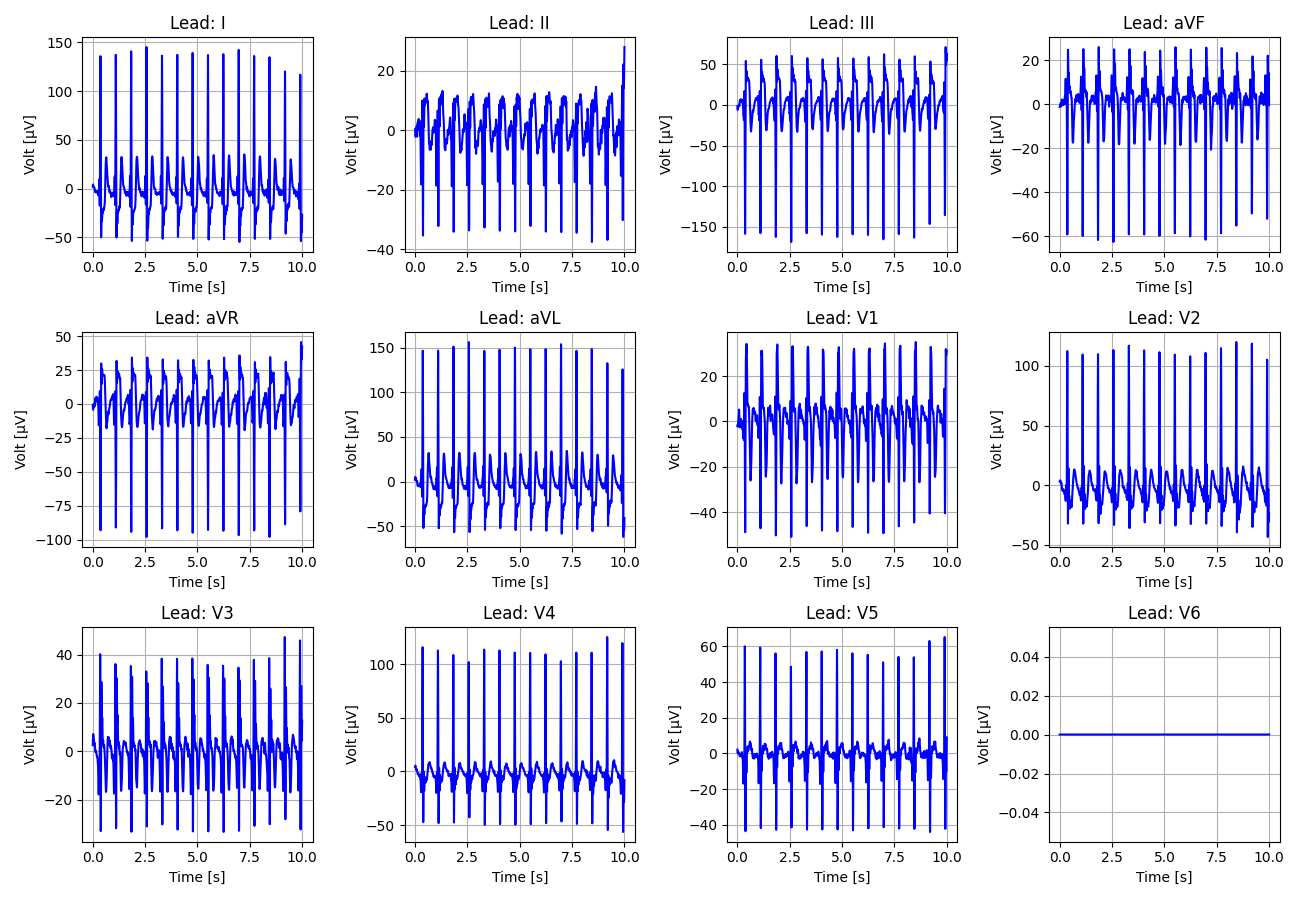 Lead: I
Volt [µV]
150
100
50
0
−50
0.0 2.5 5.0 7.5 10.0
Time [s]
Lead: II
Volt [µV]
20
0
−20
−40
0.0 2.5 5.0 7.5 10.0
Time [s]
Lead: III
Volt [µV]
50
0
−50
−100
−150
0.0 2.5 5.0 7.5 10.0
Time [s]
Lead: aVF
Volt [µV]
20
0
−20
−40
−60
0.0 2.5 5.0 7.5 10.0
Time [s]
Lead: aVR
Volt [µV]
50
25
0
−25
−50
−75
−100
0.0 2.5 5.0 7.5 10.0
Time [s]
Lead: aVL
Volt [µV]
150
100
50
0
−50
0.0 2.5 5.0 7.5 10.0
Time [s]
Lead: V1
Volt [µV]
20
0
−20
−40
0.0 2.5 5.0 7.5 10.0
Time [s]
Lead: V2
Volt [µV]
100
50
0
−50
0.0 2.5 5.0 7.5 10.0
Time [s]
Lead: V3
Volt [µV]
40
20
0
−20
0.0 2.5 5.0 7.5 10.0
Time [s]
Lead: V4
Volt [µV]
100
50
0
−50
0.0 2.5 5.0 7.5 10.0
Time [s]
Lead: V5
Volt [µV]
60
40
20
0
−20
−40
0.0 2.5 5.0 7.5 10.0
Time [s]
Lead: V6
Volt [µV]
0.04
0.02
0.00
−0.02
−0.04
0.0 2.5 5.0 7.5 10.0
Time [s]